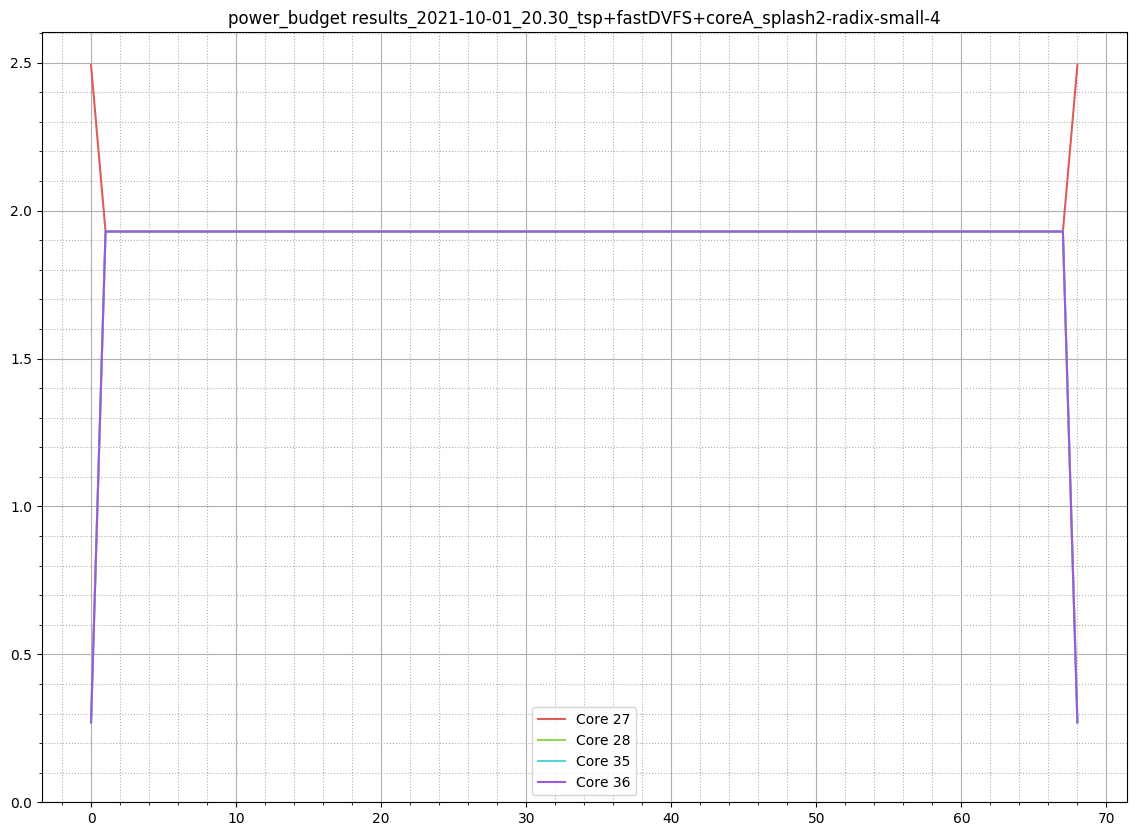 power_budget results_2021-10-01_20.30_tsp+fastDVFS+coreA_splash2-radix-small-4
2.5
2.0
1.5
1.0
0.5
0.0
Core 27
Core 28
Core 35
Core 36
0 10 20 30 40 50 60 70